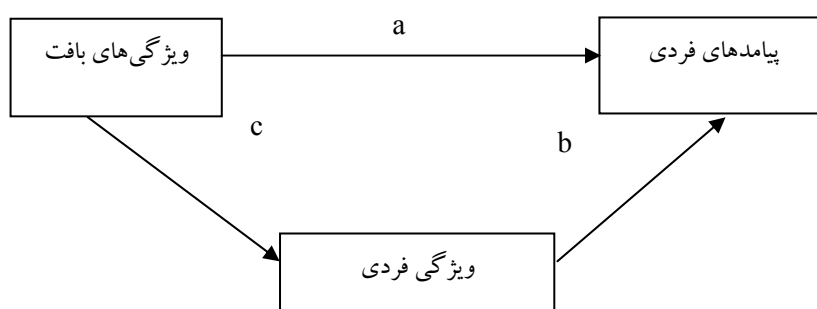 a
ویژگی‌های بافت
پیامدهای فردی
c
b
ویژگی فردی